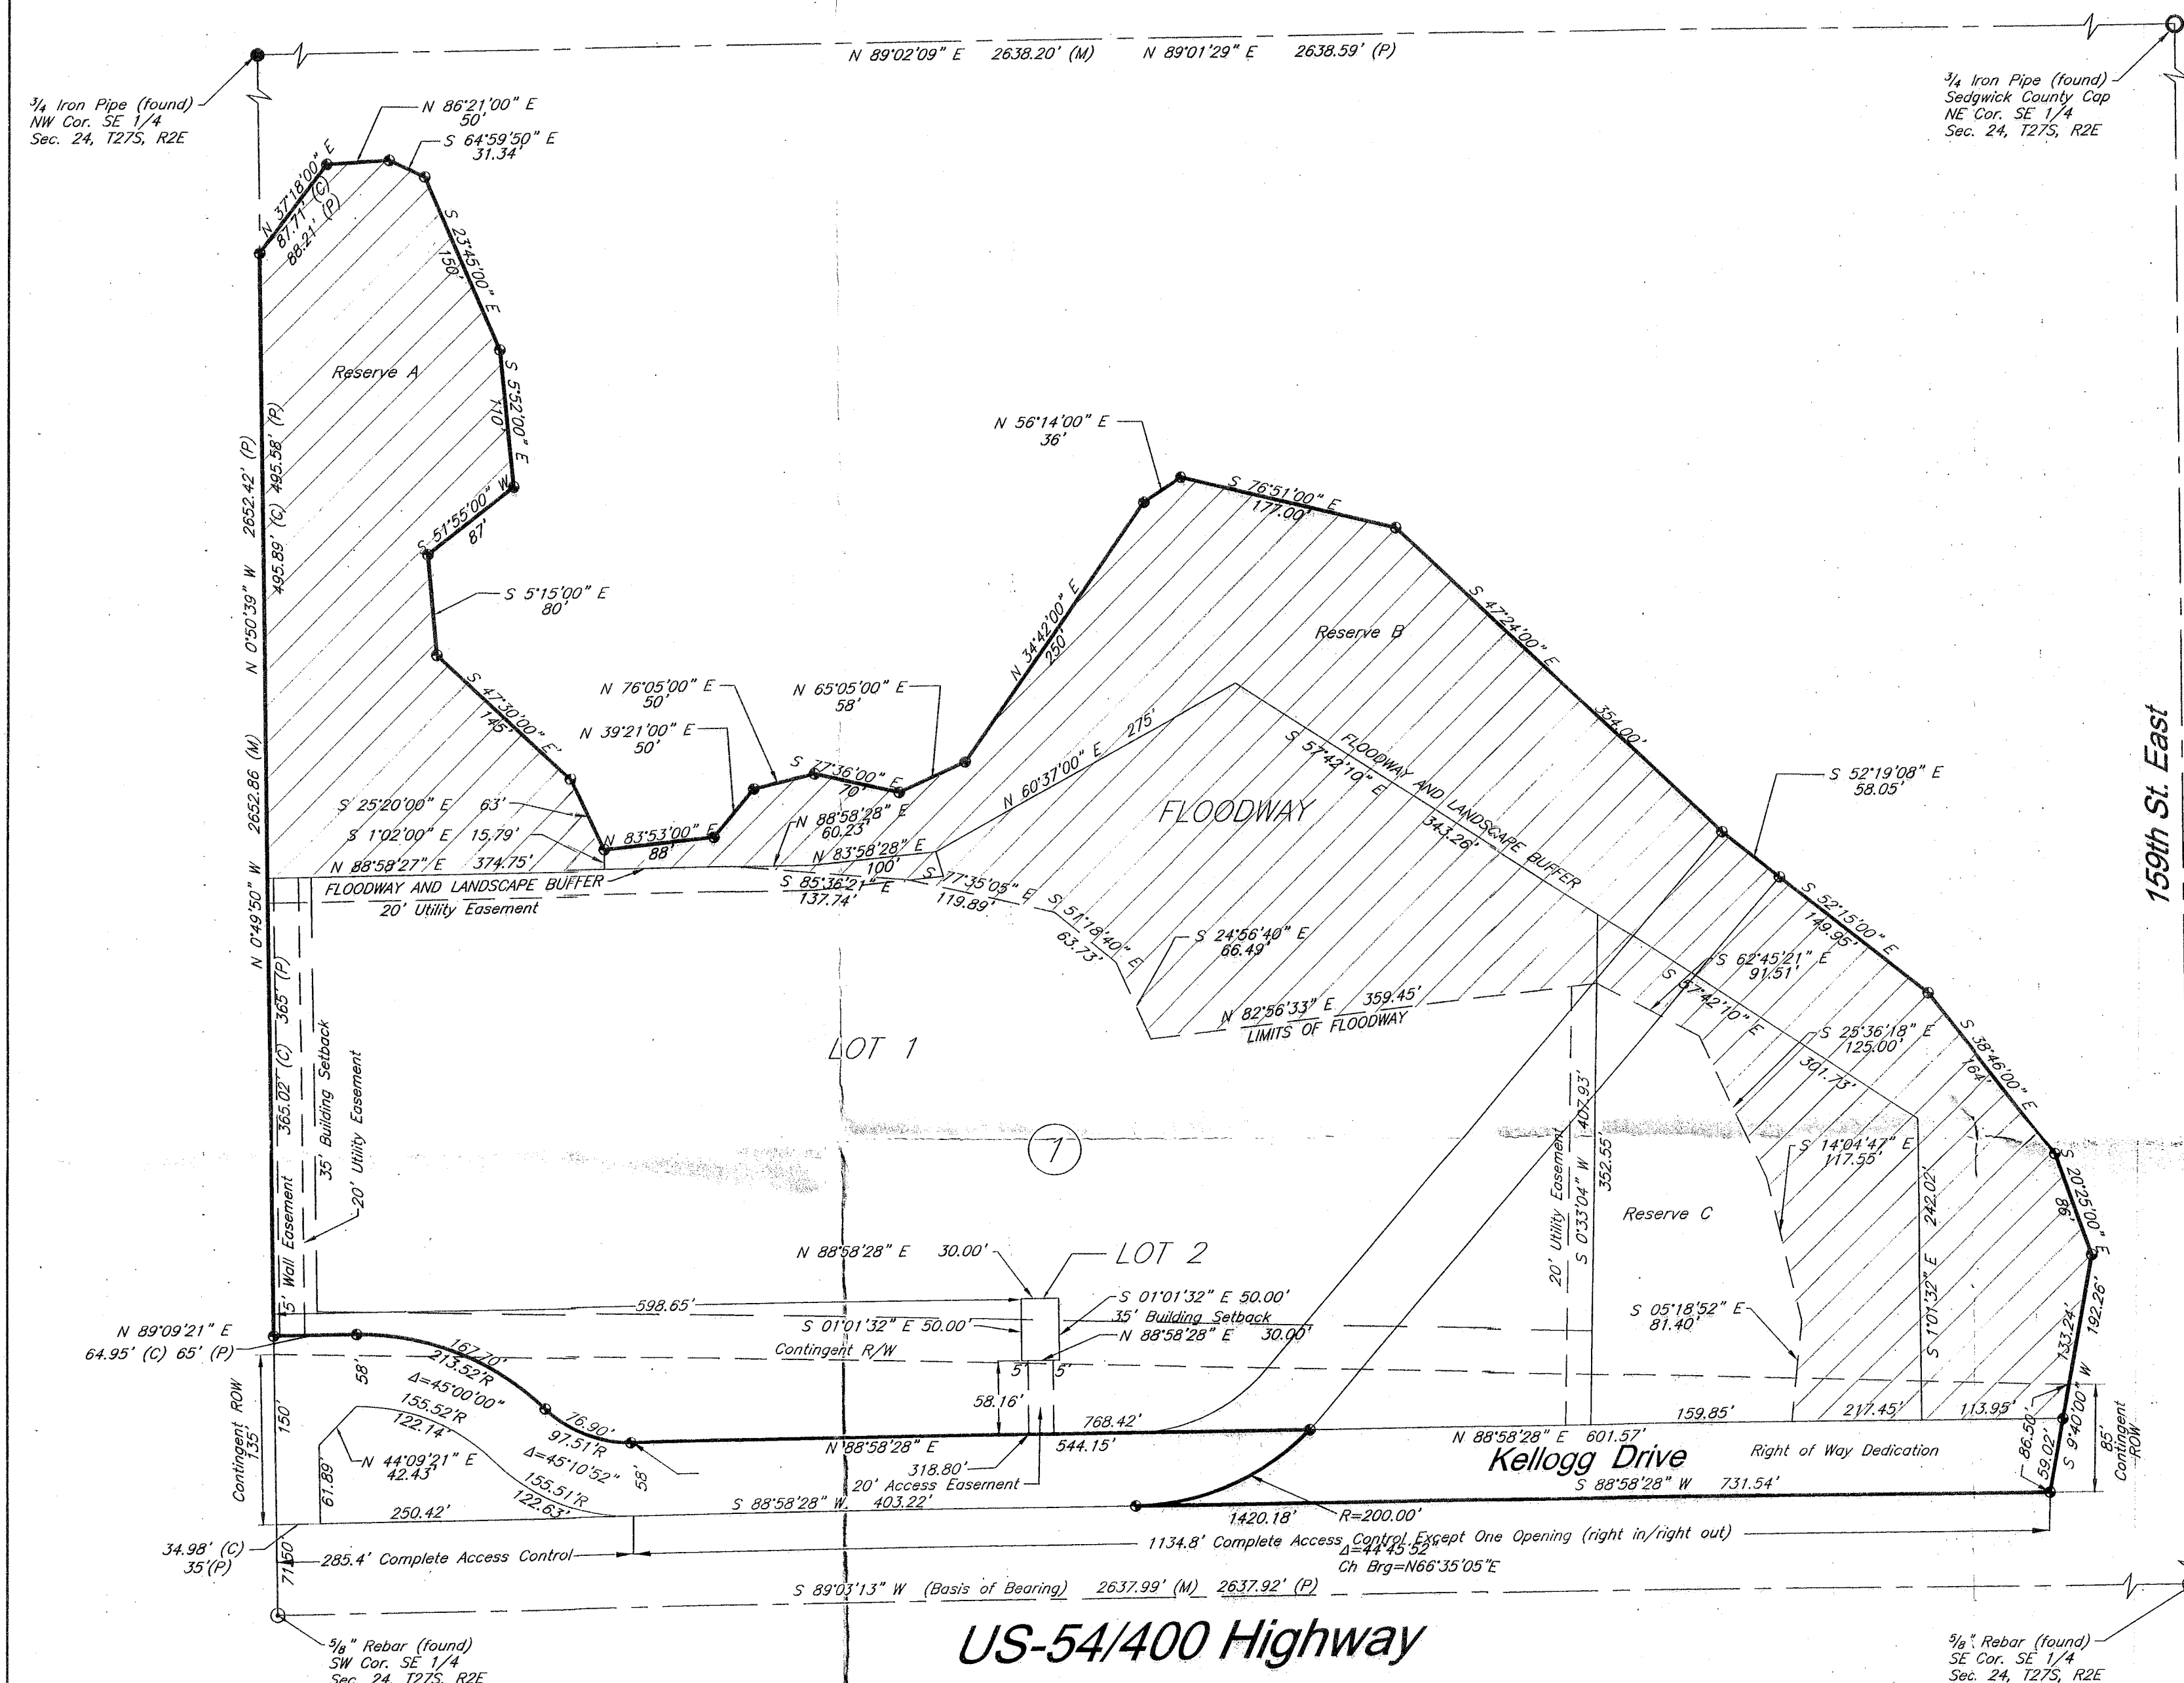 N 89°02'09" E 2638.20' (M) N 89°01'29" E 2638.59' (P)
3/4 Iron Pipe (found)
NW Cor. SE 1/4
Sec. 24, T27S, R2E
3/4 Iron Pipe (found)
Sedgwick County Cap
NE Cor. SE 1/4
Sec. 24, T27S, R2E
N 86°21'00" E
50'
S 64°59'50" E
31.34'
N 37°18'00" E
87.71' (C)
88.21' (P)
S 23°45'00" E
150'
Reserve A
S 5°52'00" E
110'
S 51°55'00" W
87'
S 5°15'00" E
80'
S 47°30'00" E
145'
N 0°50'39" W 2652.42' (P)
495.89' (C) 495.58' (P)
N 0°49'50" W 2652.86 (M)
N 56°14'00" E
36'
S 76°51'00" E
177.00'
N 34°42'00" E
250'
Reserve B
S 47°24'00" E
354.00'
N 76°05'00" E
50'
N 65°05'00" E
58'
N 39°21'00" E
50'
S 77°36'00" E
70'
N 60°37'00" E 275'
FLOODWAY
S 57°42'10" E
343.26'
FLOODWAY AND LANDSCAPE BUFFER
S 52°19'08" E
58.05'
159th St. East
S 25°20'00" E 63'
S 1°02'00" E 15.79'
N 83°53'00" E
88'
N 88°58'28" E
60.23'
N 83°58'28" E
100'
N 88°58'27" E 374.75'
FLOODWAY AND LANDSCAPE BUFFER
20' Utility Easement
S 85°36'21" E
137.74'
S 77°35'05" E
119.89'
S 51°18'40" E
63.73'
S 24°56'40" E
66.49'
N 82°56'33" E 359.45'
LIMITS OF FLOODWAY
S 52°15'00" E
149.95'
S 62°45'21" E
91.51'
S 57°42'10" E
301.73'
S 25°36'18" E
125.00'
S 38°46'00" E
164'
S 14°04'47" E
117.55'
S 20°25'00" E
86'
LOT 1
1
365.02' (C) 365' (P)
5' Wall Easement
35' Building Setback
20' Utility Easement
20' Utility Easement
S 0°33'04" W 407.93'
352.55'
Reserve C
242.02'
S 1°01'32" E
S 05°18'52" E
81.40'
133.24'
192.26'
S 9°40'00" W
N 88°58'28" E 30.00'
LOT 2
S 01°01'32" E 50.00'
598.65'
S 01°01'32" E 50.00'
35' Building Setback
N 88°58'28" E 30.00'
Contingent R/W
5' 5'
58.16'
N 89°09'21" E
64.95' (C) 65' (P)
58'
167.70'
213.52'R
Δ=45°00'00"
155.52'R
122.14'
76.90'
97.51'R
Δ=45°10'52"
58'
Contingent ROW
135'
150'
61.89'
N 44°09'21" E
42.43'
155.51'R
122.63'
250.42'
768.42'
N 88°58'28" E 544.15'
318.80'
20' Access Easement
S 88°58'28" W. 403.22'
159.85' 217.45' 113.95'
N 88°58'28" E 601.57'
Kellogg Drive
Right of Way Dedication
S 88°58'28" W 731.54'
86.50'
59.02'
85'
Contingent
ROW
1420.18'
R=200.00'
34.98' (C)
35'(P)
285.4' Complete Access Control
1134.8' Complete Access Control Except One Opening (right in/right out)
Δ=44°45'52"
Ch Brg=N66°35'05"E
S 89°03'13" W (Basis of Bearing) 2637.99' (M) 2637.92' (P)
US-54/400 Highway
5/8" Rebar (found)
SW Cor. SE 1/4
Sec. 24, T27S, R2E
5/8" Rebar (found)
SE Cor. SE 1/4
Sec. 24, T27S, R2E